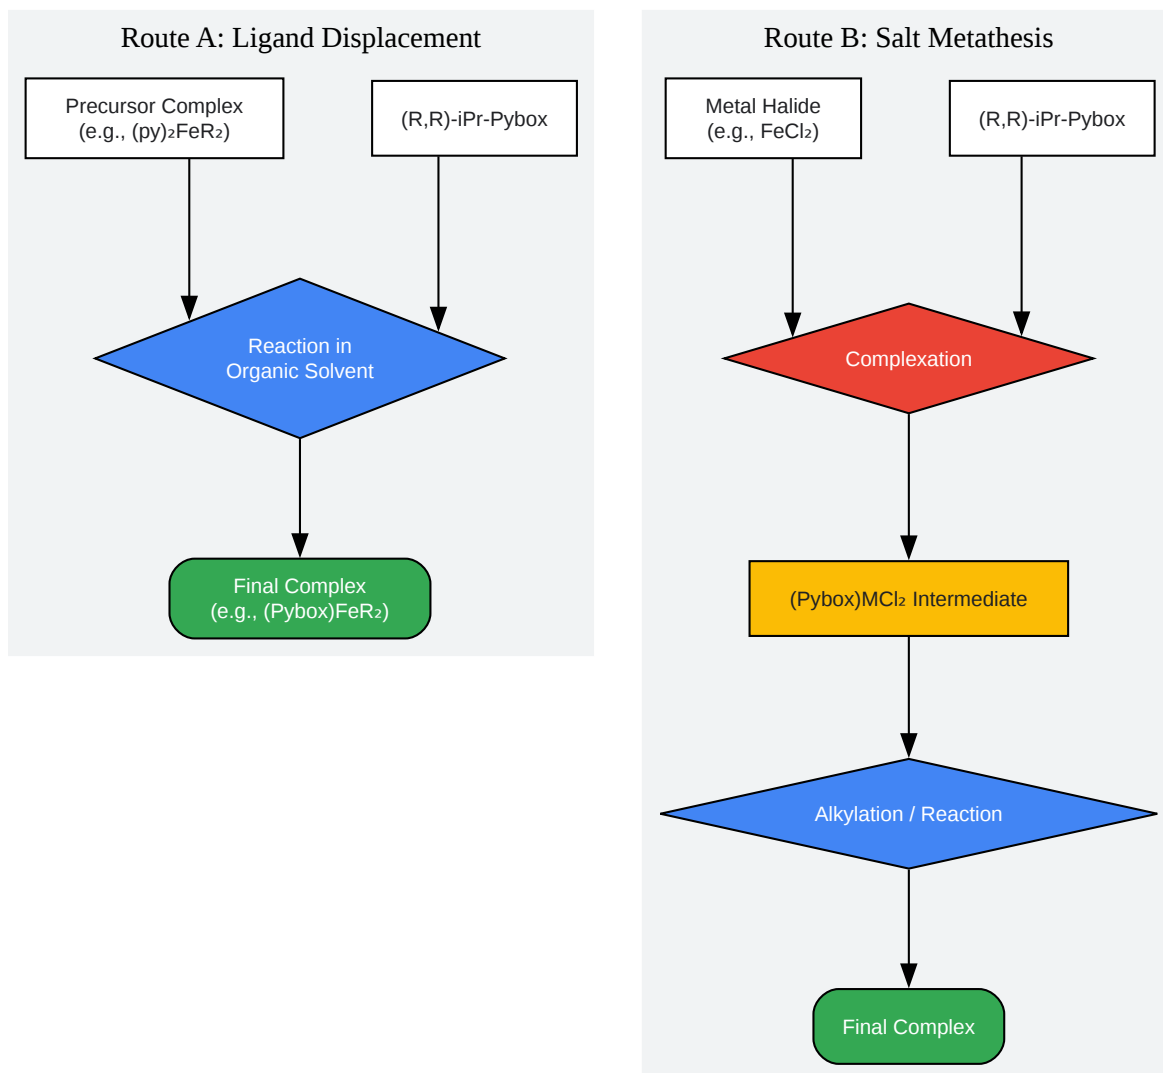 Route A: Ligand Displacement
Precursor Complex
(e.g., (py)₂FeR₂)
(R,R)-iPr-Pybox
Reaction in
Organic Solvent
Final Complex
(e.g., (Pybox)FeR₂)
Route B: Salt Metathesis
Metal Halide
(e.g., FeCl₂)
(R,R)-iPr-Pybox
Complexation
(Pybox)MCl₂ Intermediate
Alkylation / Reaction
Final Complex